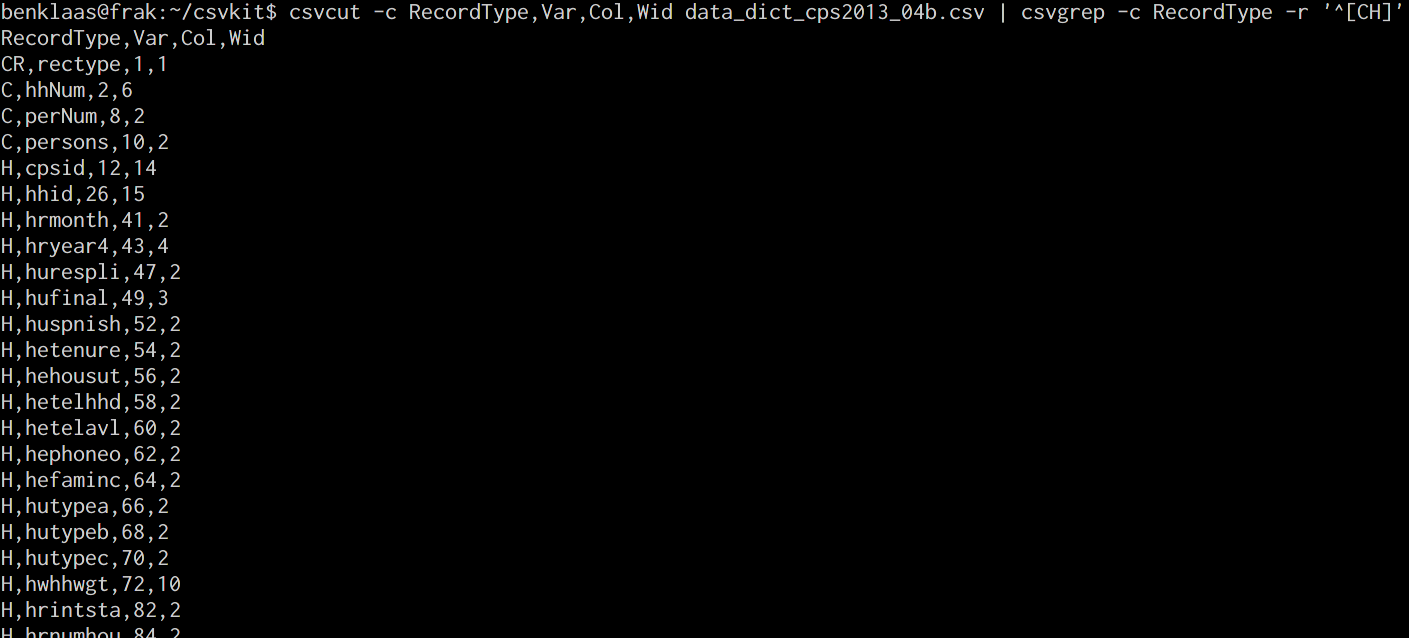 benklaas@frak:~/csvkit$ csvcut -c RecordType,Var,Col,Wid data_dict_cps2013_04b.csv | csvgrep -c RecordType -r '^[CH]'
RecordType,Var,Col,Wid
CR,rectype,1,1
C,hhNum,2,6
C,perNum,8,2
C,persons,10,2
H,cpsid,12,14
H,hhid,26,15
H,hrmonth,41,2
H,hryear4,43,4
H,hurespli,47,2
H,hufinal,49,3
H,huspnish,52,2
H,hetenure,54,2
H,hehousut,56,2
H,hetelhhd,58,2
H,hetelavl,60,2
H,hephoneo,62,2
H,hefaminc,64,2
H,hutypea,66,2
H,hutypeb,68,2
H,hutypec,70,2
H,hwhhwgt,72,10
H,hrintsta,82,2
H,hrnumhou,84,2